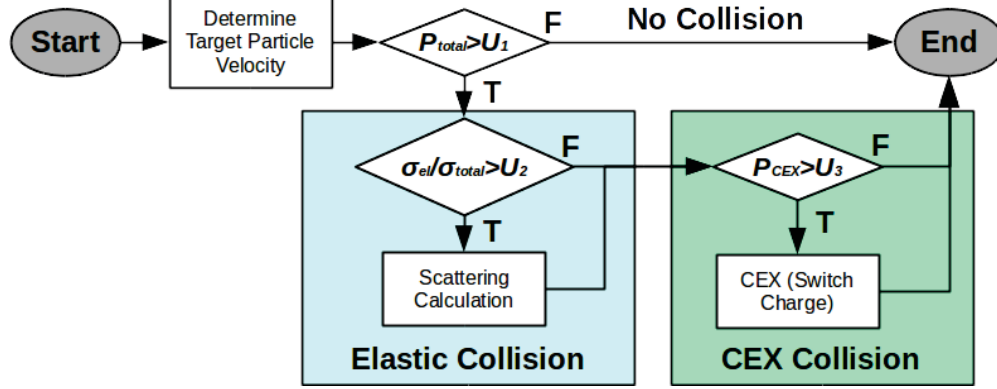 Start
Determine
Target Particle
Velocity
P_total>U_1
F
No Collision
End
T
σ_el/σ_total>U_2
F
P_CEX>U_3
F
T
T
Scattering
Calculation
CEX (Switch
Charge)
Elastic Collision
CEX Collision